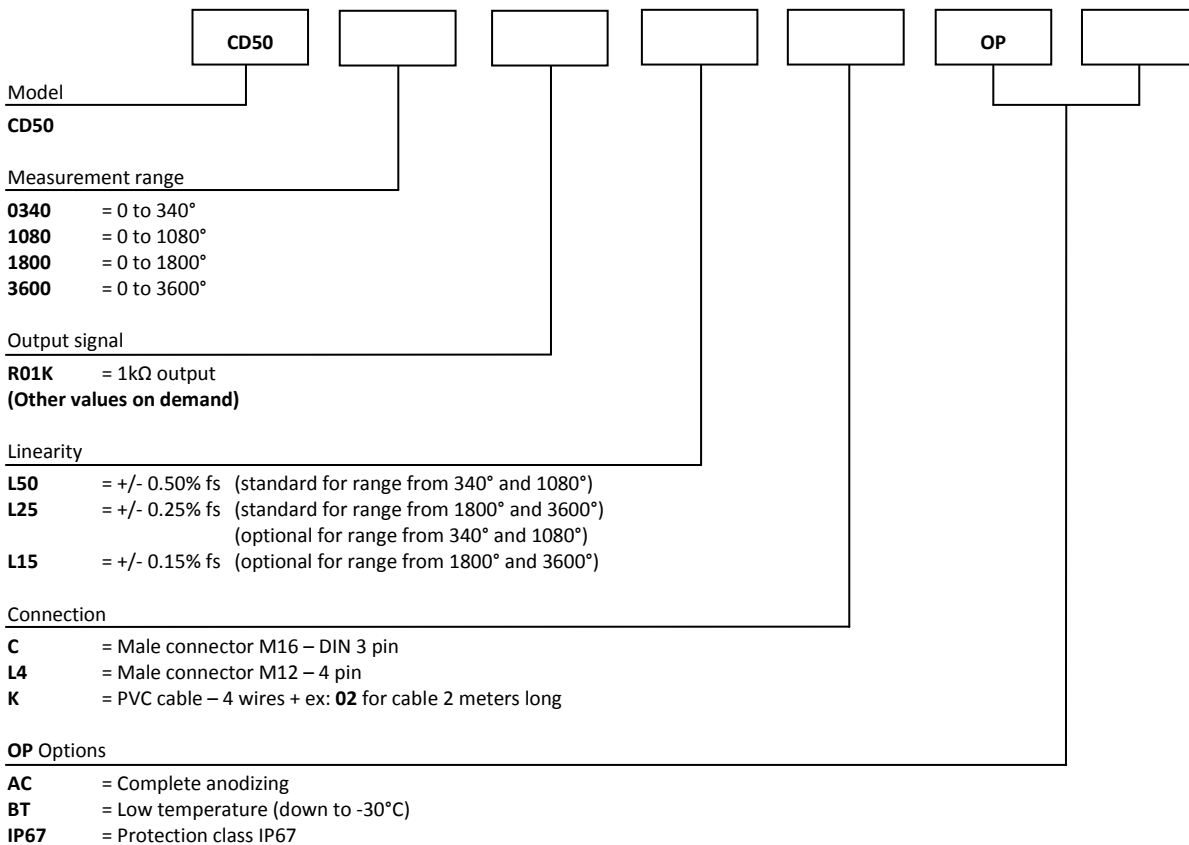 CD50 OP
Model
CD50
Measurement range
0340 = 0 to 340°
1080 = 0 to 1080°
1800 = 0 to 1800°
3600 = 0 to 3600°
Output signal
R01K = 1kΩ output
(Other values on demand)
Linearity
L50 = +/- 0.50% fs (standard for range from 340° and 1080°)
L25 = +/- 0.25% fs (standard for range from 1800° and 3600°)
(optional for range from 340° and 1080°)
L15 = +/- 0.15% fs (optional for range from 1800° and 3600°)
Connection
C = Male connector M16 – DIN 3 pin
L4 = Male connector M12 – 4 pin
K = PVC cable – 4 wires + ex: 02 for cable 2 meters long
OP Options
AC = Complete anodizing
BT = Low temperature (down to -30°C)
IP67 = Protection class IP67